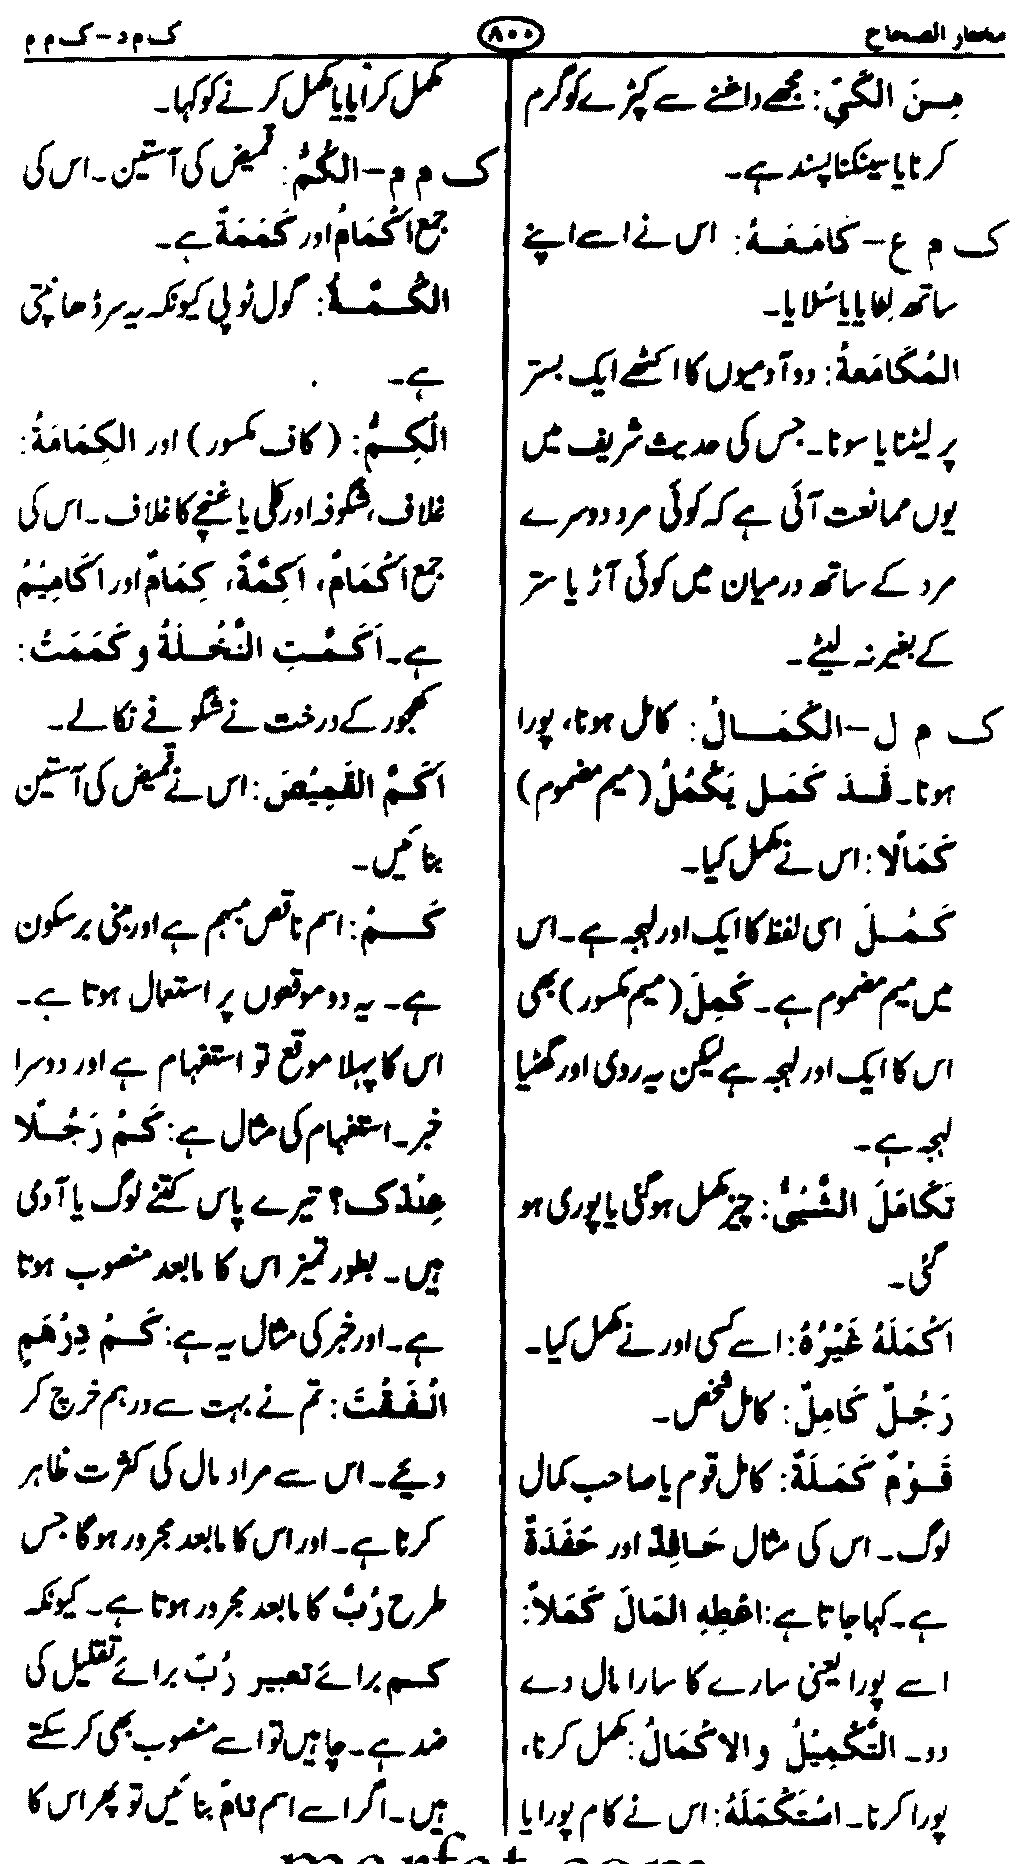 مختار الصحاح
۸۰۰
ک م د – ک م م
مِنَ الْكَيِّ: مجھے داغنے سے کپڑے کو گرم
کرنا یا سینکنا پسند ہے۔
ک م ع – كَامَعَهُ: اس نے اسے اپنے
ساتھ لٹایا یا سُلایا۔
المُكَامَعةُ: دو آدمیوں کا اکٹھے ایک بستر
پر لیٹنا یا سونا۔ جس کی حدیث شریف میں
یوں ممانعت آئی ہے کہ کوئی مرد دوسرے
مرد کے ساتھ درمیان میں کوئی آڑ یا ستر
کے بغیر نہ لیٹے۔
ک م ل – الْكَمَالُ: کامل ہونا، پورا
ہونا۔ قَدْ كَمَل يَكْمُلُ (میم مضموم)
كَمَالًا: اس نے مکمل کیا۔
كَمُلَ اسی لفظ کا ایک اور لہجہ ہے۔ اس
میں میم مضموم ہے۔ كَمِلَ (میم مکسور) بھی
اس کا ایک اور لہجہ ہے لیکن یہ ردی اور گھٹیا
لہجہ ہے۔
تَكَامَلَ الشَّيْئُ: چیز مکمل ہوگئی یا پوری ہو
گئی۔
اَكْمَلَهُ غَيْرُهُ: اسے کسی اور نے مکمل کیا۔
رَجُلٌ كَامِلٌ: کامل شخص۔
قَوْمٌ كَمَلَةٌ: کامل قوم یا صاحب کمال
لوگ۔ اس کی مثال حَافِدٌ اور حَفَدَةٌ
ہے۔ کہا جاتا ہے: اعْطِهِ المَالَ كَمَلاً:
اسے پورا یعنی سارے کا سارا مال دے
دو۔ التَّكْمِيْلُ والاكْمَالُ: مکمل کرنا،
پورا کرنا۔ اسْتَكْمَلَهُ: اس نے کام پورا یا
مکمل کرایا یا مکمل کرنے کو کہا۔
ک م م – الْكُمُّ: قمیض کی آستین۔ اس کی
جمع اَكْمَامٌ اور كَمَمَةٌ ہے۔
الْكُمَّةُ: گول ٹوپی کیونکہ یہ سر ڈھانپتی
ہے۔
الْكِمُّ: (کاف مکسور) اور الكِمَامَةُ:
غلاف، شگوفہ اور کلی یا غنچے کا غلاف۔ اس کی
جمع اَكْمَامٌ، اَكِمَّةٌ، كِمَامٌ اور اَكَامِيْمُ
ہے۔ اَكَمَّتِ النَّخْلَةُ و كَمَمَتْ:
کھجور کے درخت نے شگوفے نکالے۔
اَكَمَّ القَمِيْصَ: اس نے قمیض کی آستین
بنائیں۔
كَمْ: اسم ناقص مبہم ہے اور مبنی برسکون
ہے۔ یہ دو موقعوں پر استعمال ہوتا ہے۔
اس کا پہلا موقع تو استفہام ہے اور دوسرا
خبر۔ استفہام کی مثال ہے: كَمْ رَجُلًا
عِنْدَك؟ تیرے پاس کتنے لوگ یا آدمی
ہیں۔ بطور تمیز اس کا مابعد منصوب ہوتا
ہے۔ اور خبر کی مثال یہ ہے: كَمْ دِرْهَمٍ
انْفَقْتَ: تم نے بہت سے درہم خرچ کر
دیئے۔ اس سے مراد مال کی کثرت ظاہر
کرنا ہے۔ اور اس کا مابعد مجرور ہوگا جس
طرح رُبَّ کا مابعد مجرور ہوتا ہے۔ کیونکہ
كم برائے تعبیر رُبَّ برائے تقلیل کی
ضد ہے۔ چاہیں تو اسے منصوب بھی کر سکتے
ہیں۔ اگر اسے اسم تامّ بنائیں تو پھر اس کا